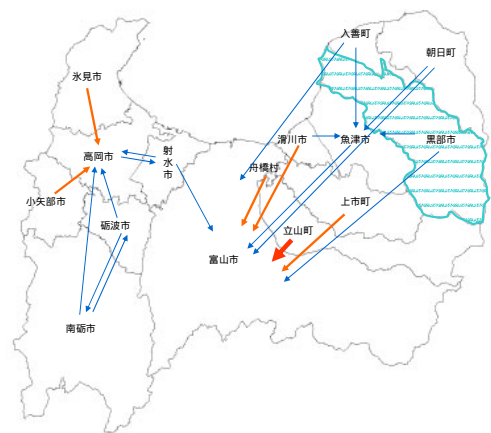 入善町
朝日町
氷見市
滑川市
魚津市
黒部市
高岡市
射水市
舟橋村
小矢部市
上市町
砺波市
立山町
富山市
南砺市